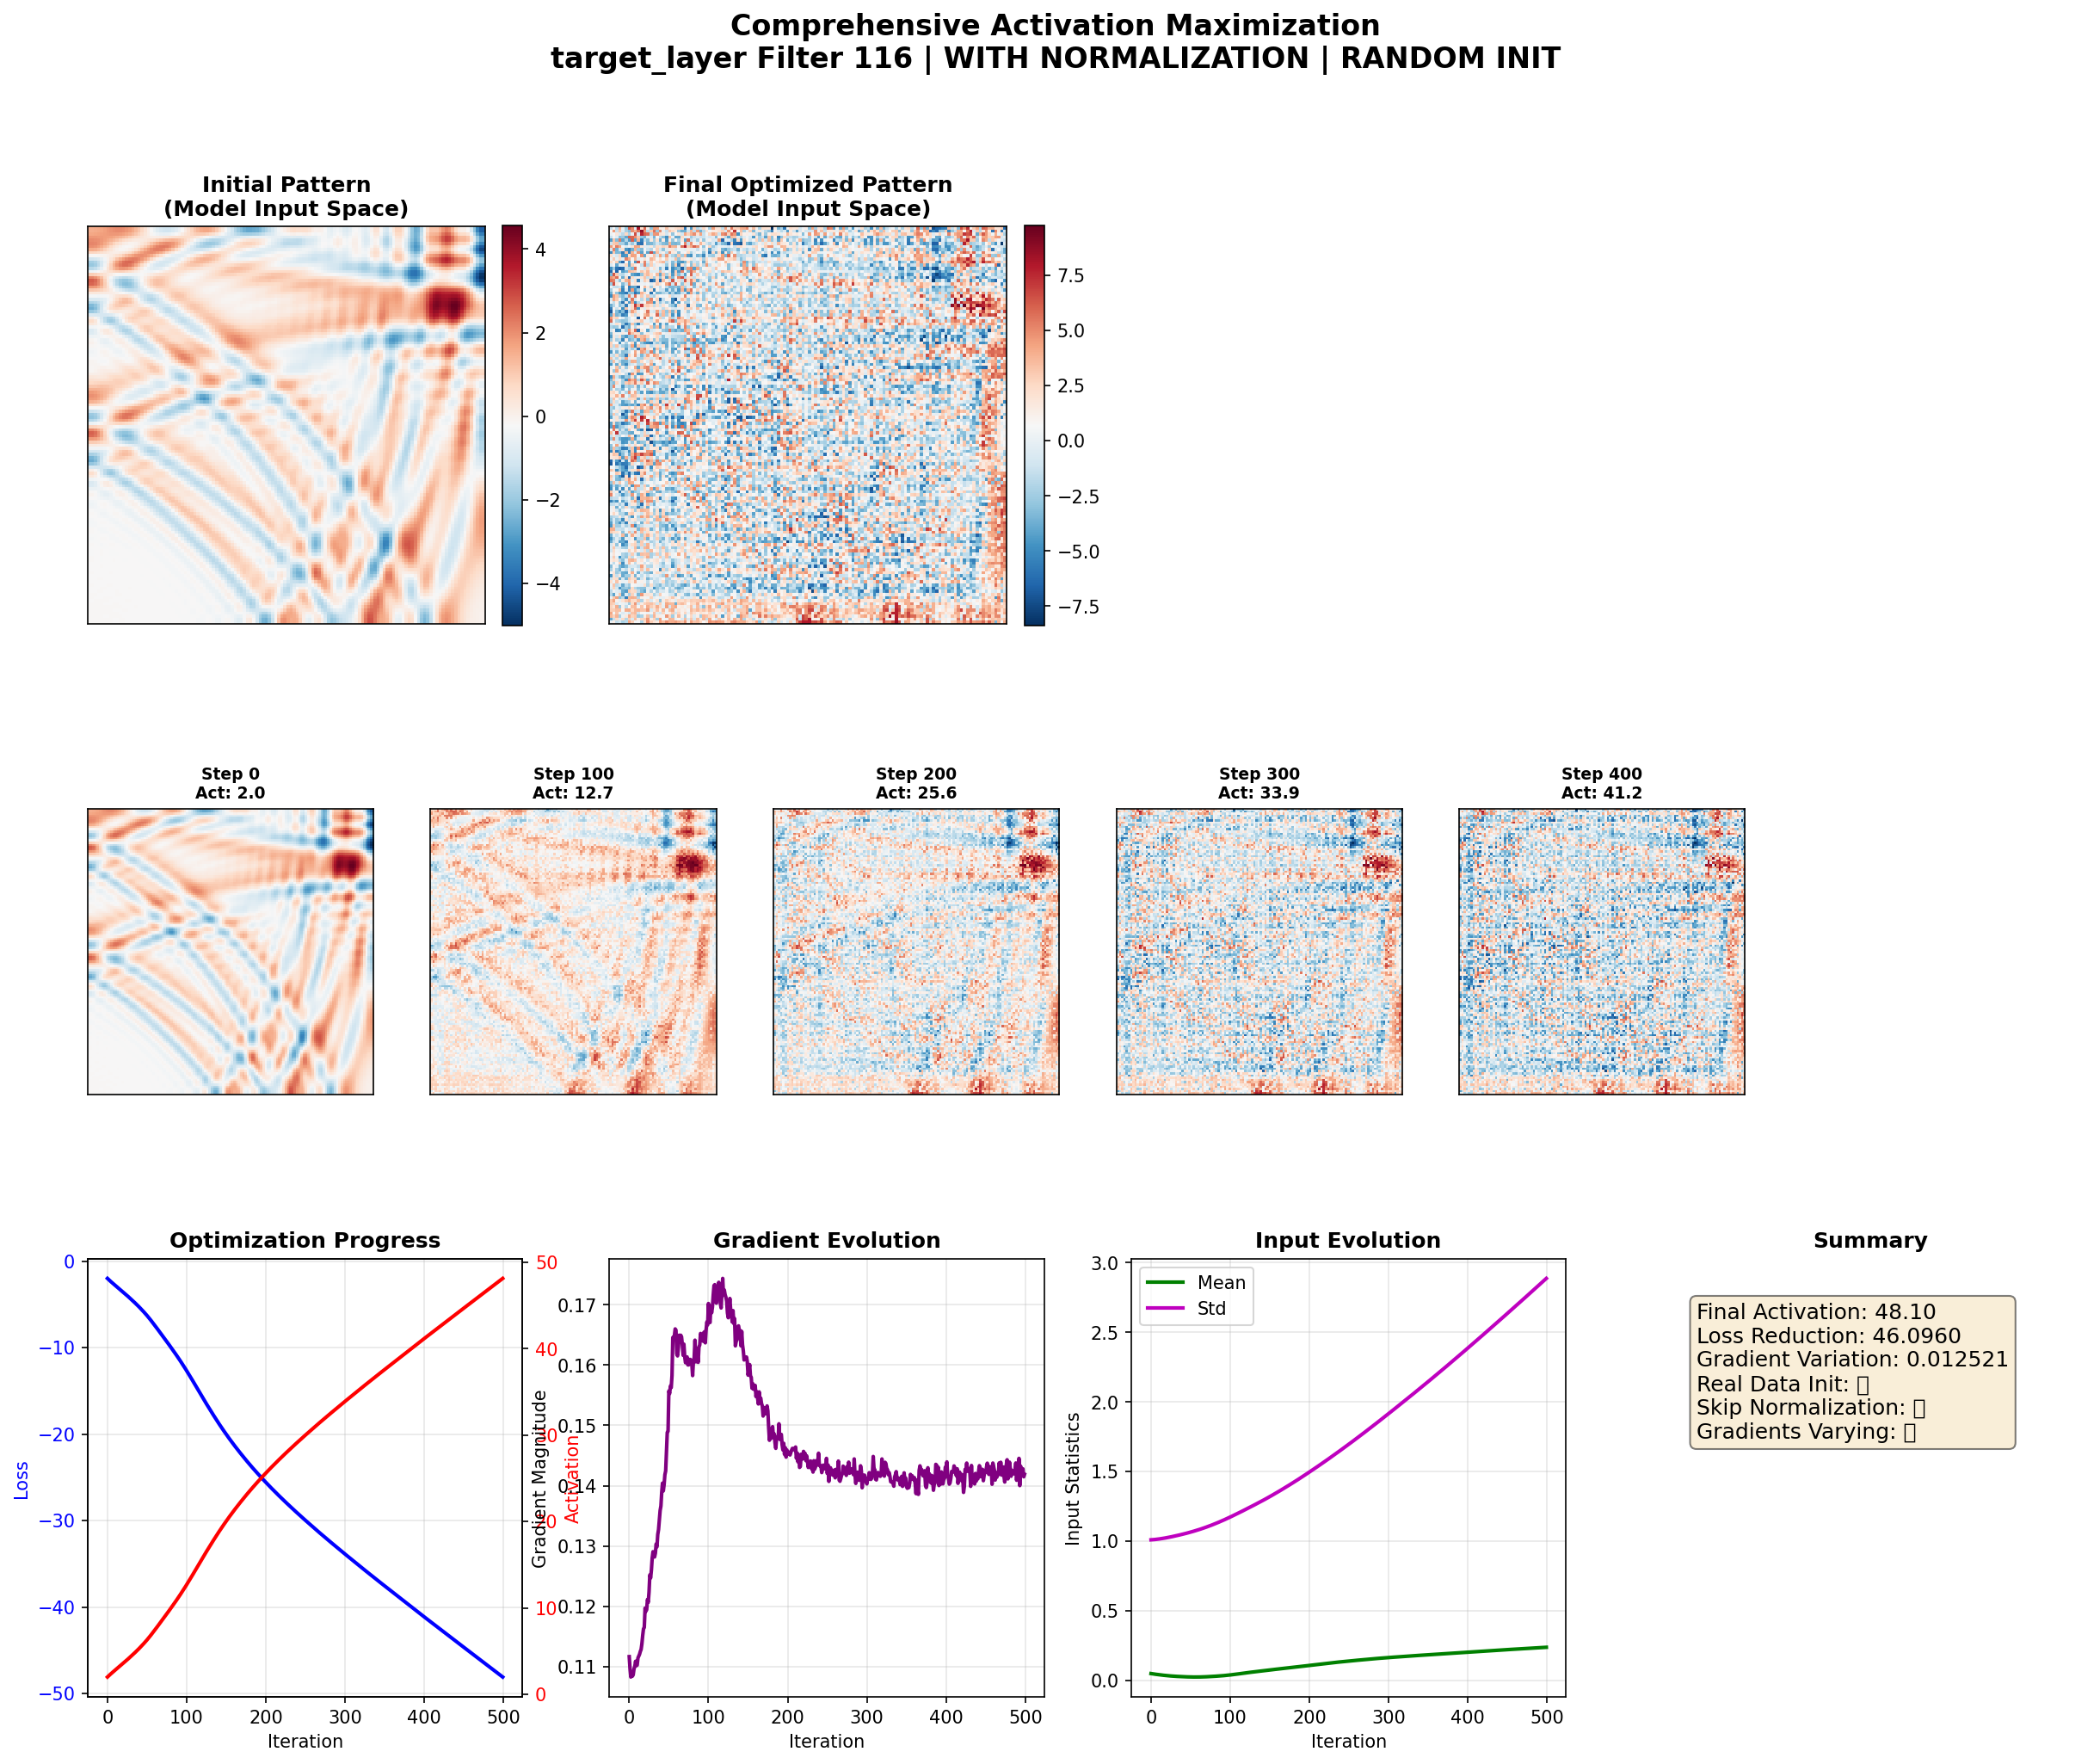 Comprehensive Activation Maximization
target_layer Filter 116 | WITH NORMALIZATION | RANDOM INIT
Initial Pattern
(Model Input Space)
Final Optimized Pattern
(Model Input Space)
4
2
0
−2
−4
7.5
5.0
2.5
0.0
−2.5
−5.0
−7.5
Step 0
Act: 2.0
Step 100
Act: 12.7
Step 200
Act: 25.6
Step 300
Act: 33.9
Step 400
Act: 41.2
Optimization Progress
0
−10
−20
−30
−40
−50
Loss
50
40
30
20
10
0
Activation
0 100 200 300 400 500
Iteration
Gradient Evolution
Gradient Magnitude
0.17
0.16
0.15
0.14
0.13
0.12
0.11
0 100 200 300 400 500
Iteration
Input Evolution
Mean
Std
Input Statistics
3.0
2.5
2.0
1.5
1.0
0.5
0.0
0 100 200 300 400 500
Iteration
Summary
Final Activation: 48.10
Loss Reduction: 46.0960
Gradient Variation: 0.012521
Real Data Init:
Skip Normalization:
Gradients Varying: